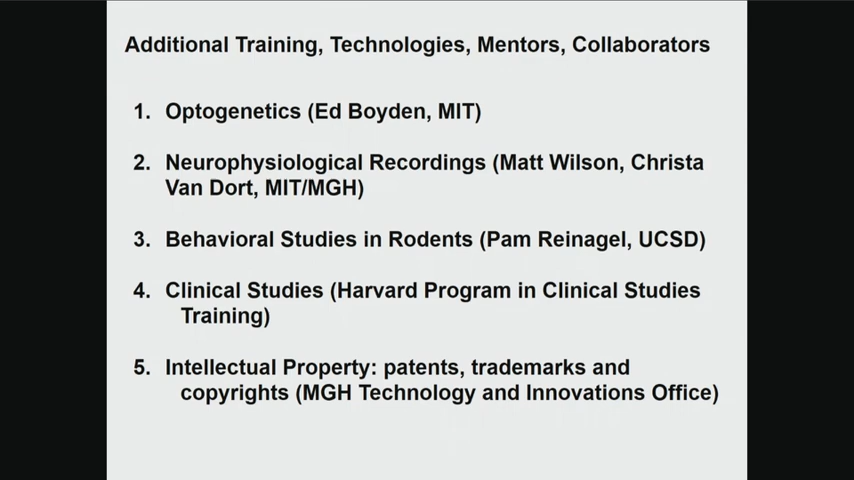 Additional Training, Technologies, Mentors, Collaborators
1. Optogenetics (Ed Boyden, MIT)
2. Neurophysiological Recordings (Matt Wilson, Christa
Van Dort, MIT/MGH)
3. Behavioral Studies in Rodents (Pam Reinagel, UCSD)
4. Clinical Studies (Harvard Program in Clinical Studies
Training)
5. Intellectual Property: patents, trademarks and
copyrights (MGH Technology and Innovations Office)